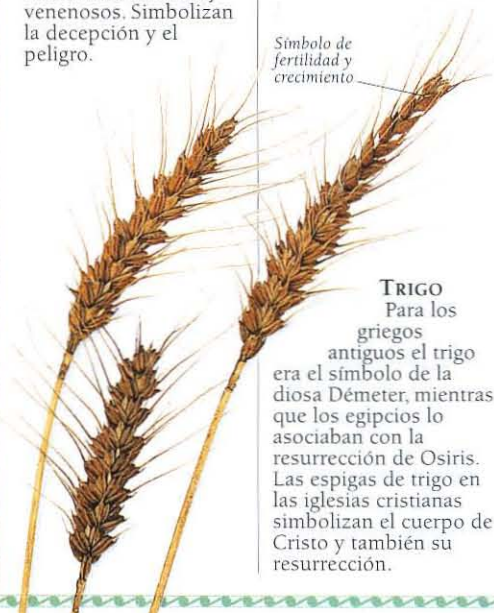 venenosos. Simbolizan
la decepción y el
peligro.
Símbolo de
fertilidad y
crecimiento
TRIGO
Para los
griegos
antiguos el trigo
era el símbolo de la
diosa Démeter, mientras
que los egipcios lo
asociaban con la
resurrección de Osiris.
Las espigas de trigo en
las iglesias cristianas
simbolizan el cuerpo de
Cristo y también su
resurrección.